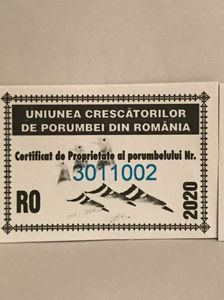 UNIUNEA CRESCĂTORILOR
DE PORUMBEI DIN ROMÂNIA
Certificat de Proprietate al porumbelului Nr.
3011002
RO
2020